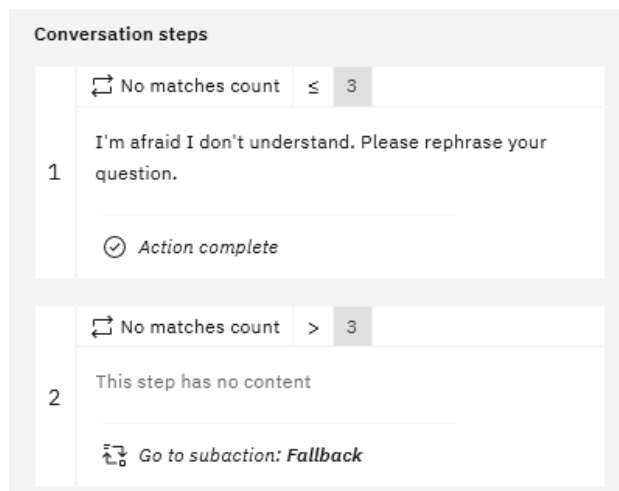 Conversation steps
No matches count ≤ 3
I'm afraid I don't understand. Please rephrase your
question.
1
Action complete
No matches count > 3
This step has no content
2
Go to subaction: Fallback